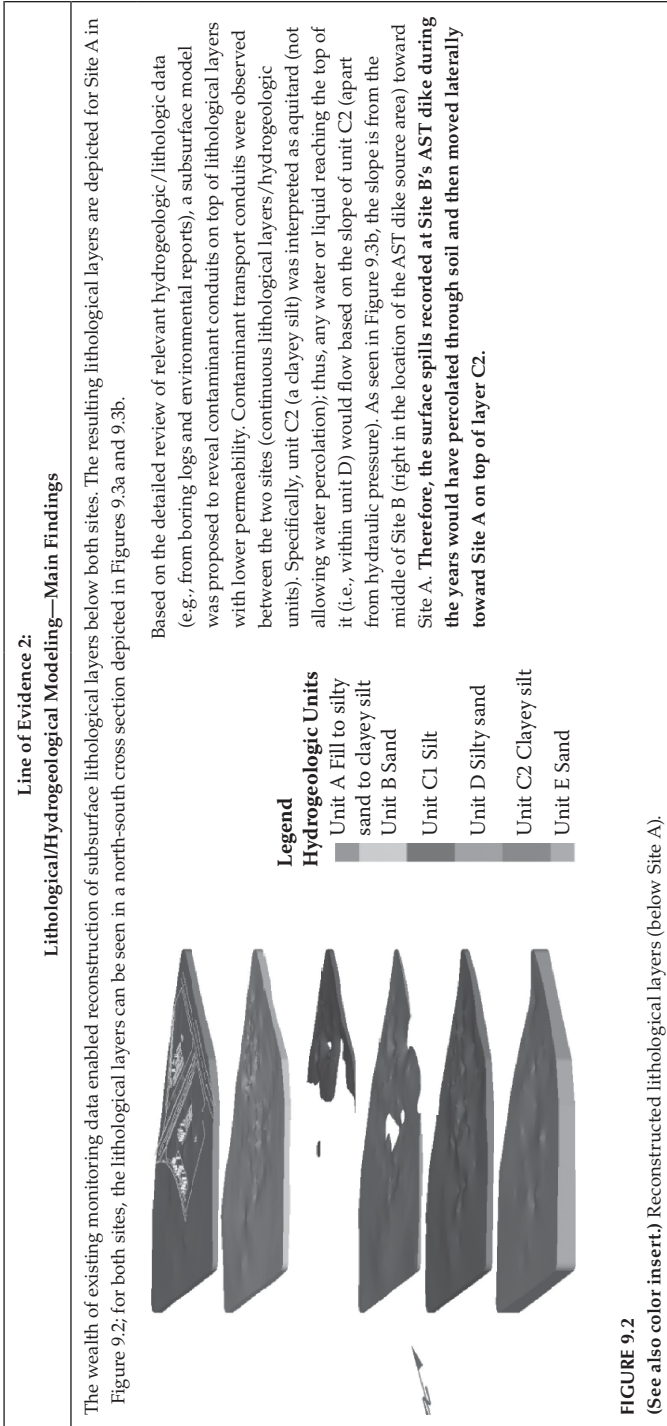 Line of Evidence 2:
Lithological/Hydrogeological Modeling—Main Findings
The wealth of existing monitoring data enabled reconstruction of subsurface lithological layers below both sites. The resulting lithological layers are depicted for Site A in
Figure 9.2; for both sites, the lithological layers can be seen in a north-south cross section depicted in Figures 9.3a and 9.3b.
Based on the detailed review of relevant hydrogeologic/lithologic data
(e.g., from boring logs and environmental reports), a subsurface model
was proposed to reveal contaminant conduits on top of lithological layers
with lower permeability. Contaminant transport conduits were observed
between the two sites (continuous lithological layers/hydrogeologic
units). Specifically, unit C2 (a clayey silt) was interpreted as aquitard (not
allowing water percolation); thus, any water or liquid reaching the top of
it (i.e., within unit D) would flow based on the slope of unit C2 (apart
from hydraulic pressure). As seen in Figure 9.3b, the slope is from the
middle of Site B (right in the location of the AST dike source area) toward
Site A. Therefore, the surface spills recorded at Site B's AST dike during
the years would have percolated through soil and then moved laterally
toward Site A on top of layer C2.
Legend
Hydrogeologic Units
Unit A Fill to silty
sand to clayey silt
Unit B Sand
Unit C1 Silt
Unit D Silty sand
Unit C2 Clayey silt
Unit E Sand
N
FIGURE 9.2
(See also color insert.) Reconstructed lithological layers (below Site A).